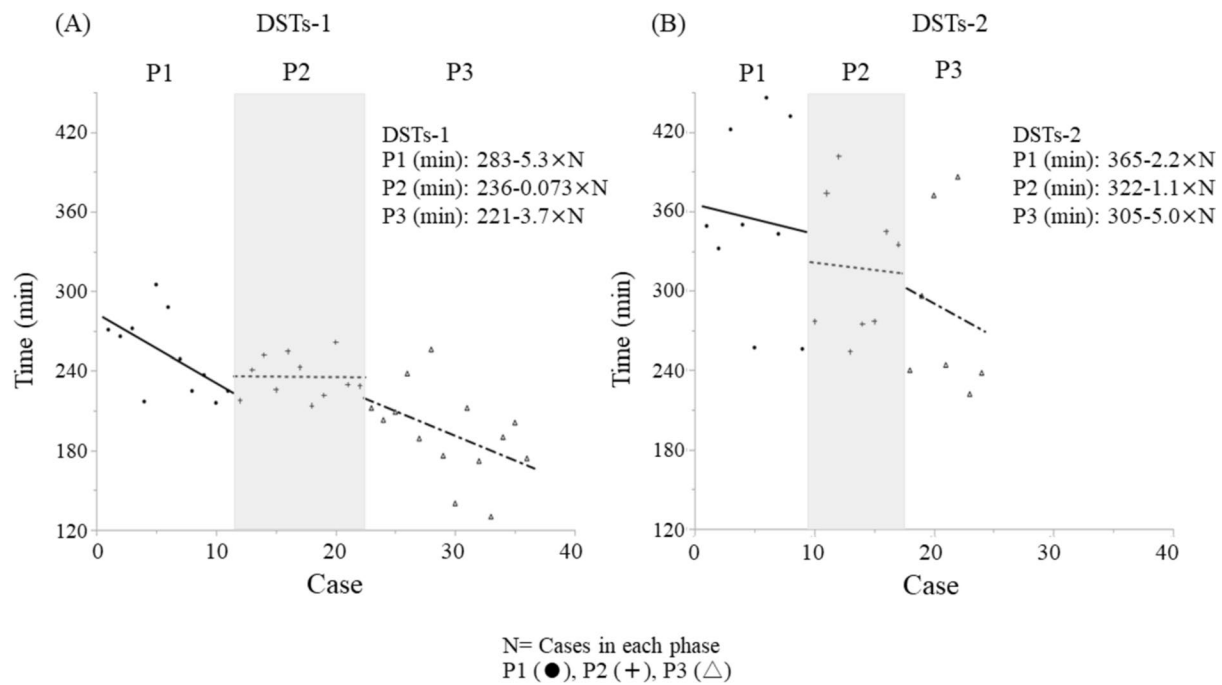 (A)
DSTs-1
P1 P2 P3
DSTs-1
P1 (min): 283-5.3×N
P2 (min): 236-0.073×N
P3 (min): 221-3.7×N
Time (min)
420
360
300
240
180
120
0 10 20 30 40
Case
(B)
DSTs-2
P1 P2 P3
DSTs-2
P1 (min): 365-2.2×N
P2 (min): 322-1.1×N
P3 (min): 305-5.0×N
Time (min)
420
360
300
240
180
120
0 10 20 30 40
Case
N= Cases in each phase
P1 (●), P2 (+), P3 (△)